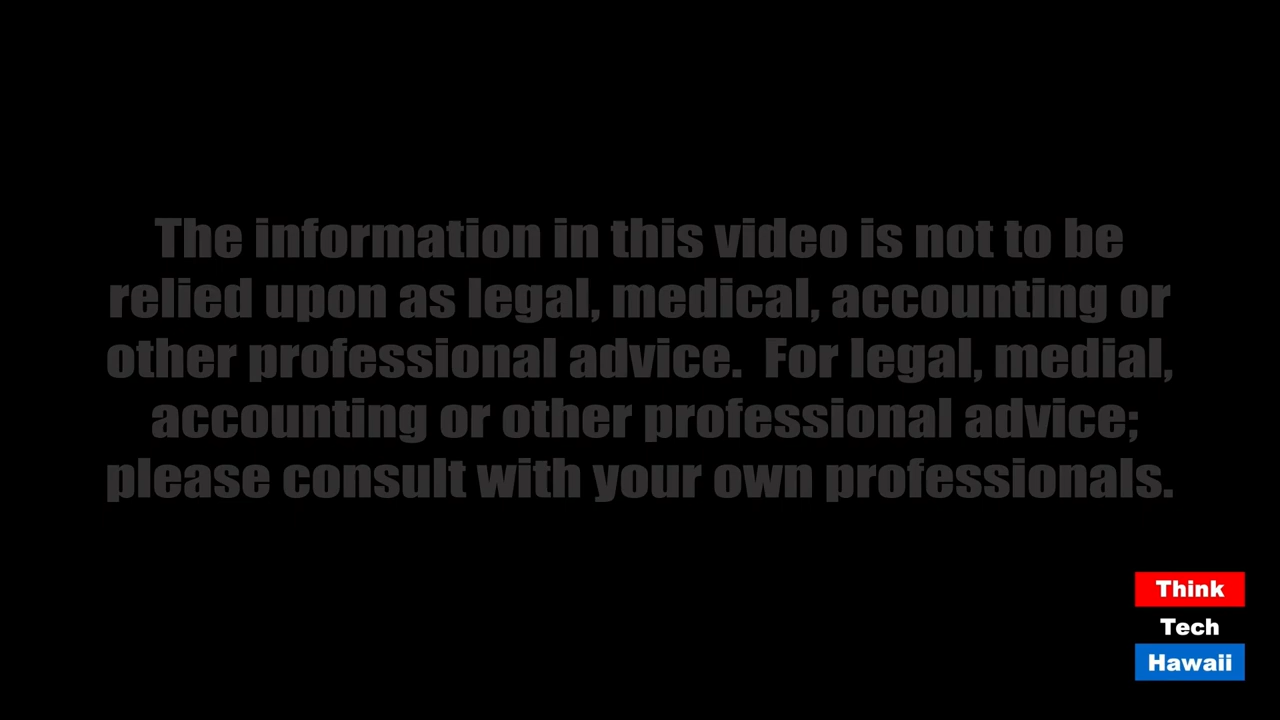 The information in this video is not to be
relied upon as legal, medical, accounting or
other professional advice.  For legal, medial,
accounting or other professional advice;
please consult with your own professionals.
Think
Tech
Hawaii